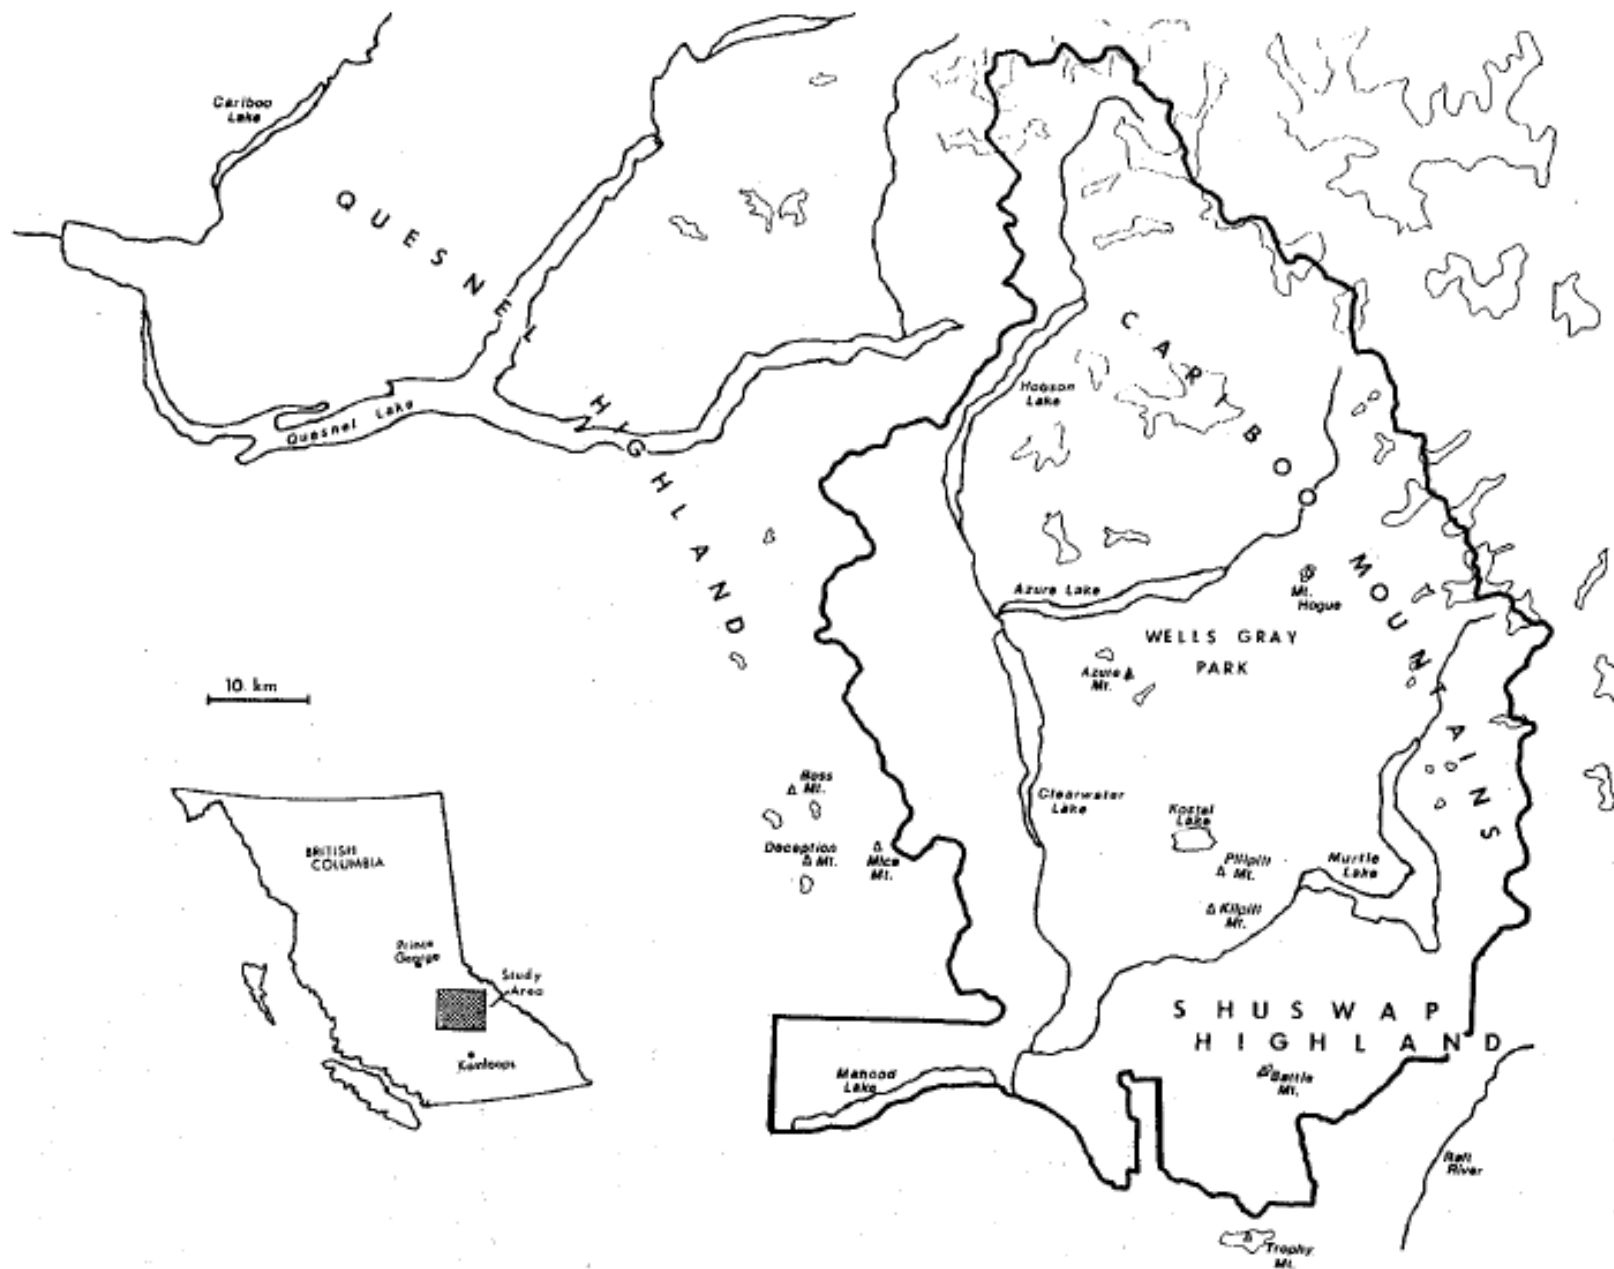 Cariboo
Lake
QUESNEL
HIGHLAND
Quesnel Lake
CARIBOO
MOUNTAINS
Hobson
Lake
Azure Lake
Mt.
Hogue
WELLS GRAY
PARK
Azure
Mt.
10. km
Boss
Mt.
Clearwater
Lake
Kostal
Lake
Deception
Mt.
Mica
Mt.
Pillpill
Mt.
Murtle
Lake
Kilpill
Mt.
BRITISH
COLUMBIA
Prince
George
Study
Area
Kamloops
SHUSWAP
HIGHLAND
Mahood
Lake
Battle
Mt.
Raft
River
Trophy
Mt.